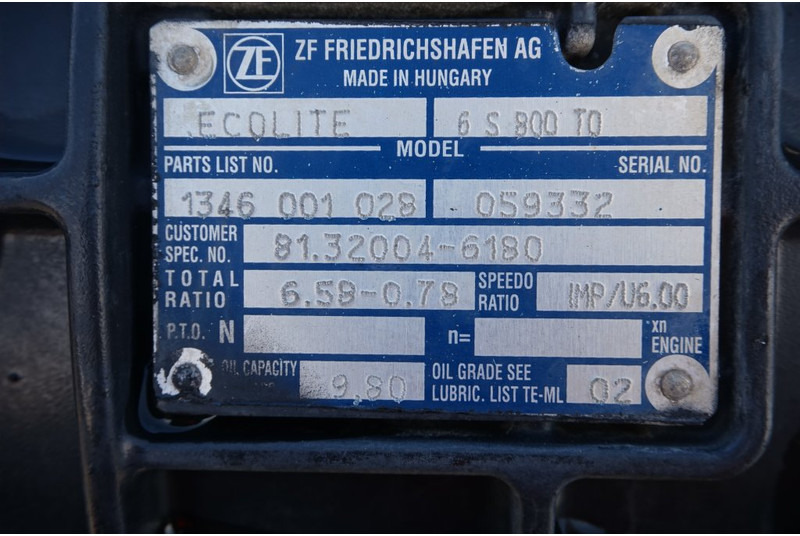 ZF ZF FRIEDRICHSHAFEN AG
MADE IN HUNGARY
ECOLITE 6 S 800 TO
MODEL
PARTS LIST NO. SERIAL NO.
1346 001 028 059332
CUSTOMER SPEC. NO. 81.32004-6180
TOTAL RATIO 6.58-0.78 SPEEDO RATIO IMP/U6.00
P.T.O. N n= xn ENGINE
OIL CAPACITY 9,80 OIL GRADE SEE LUBRIC. LIST TE-ML 02